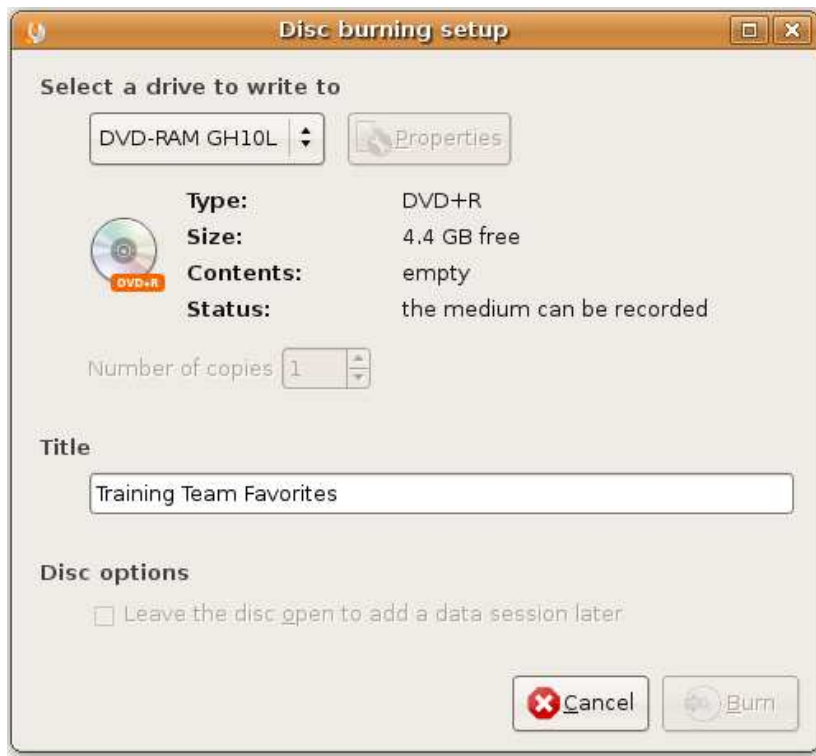 Disc burning setup
Select a drive to write to
DVD-RAM GH10L Properties
Type: DVD+R
Size: 4.4 GB free
Contents: empty
Status: the medium can be recorded
DVD+R
Number of copies 1
Title
Training Team Favorites
Disc options
Leave the disc open to add a data session later
Cancel Burn